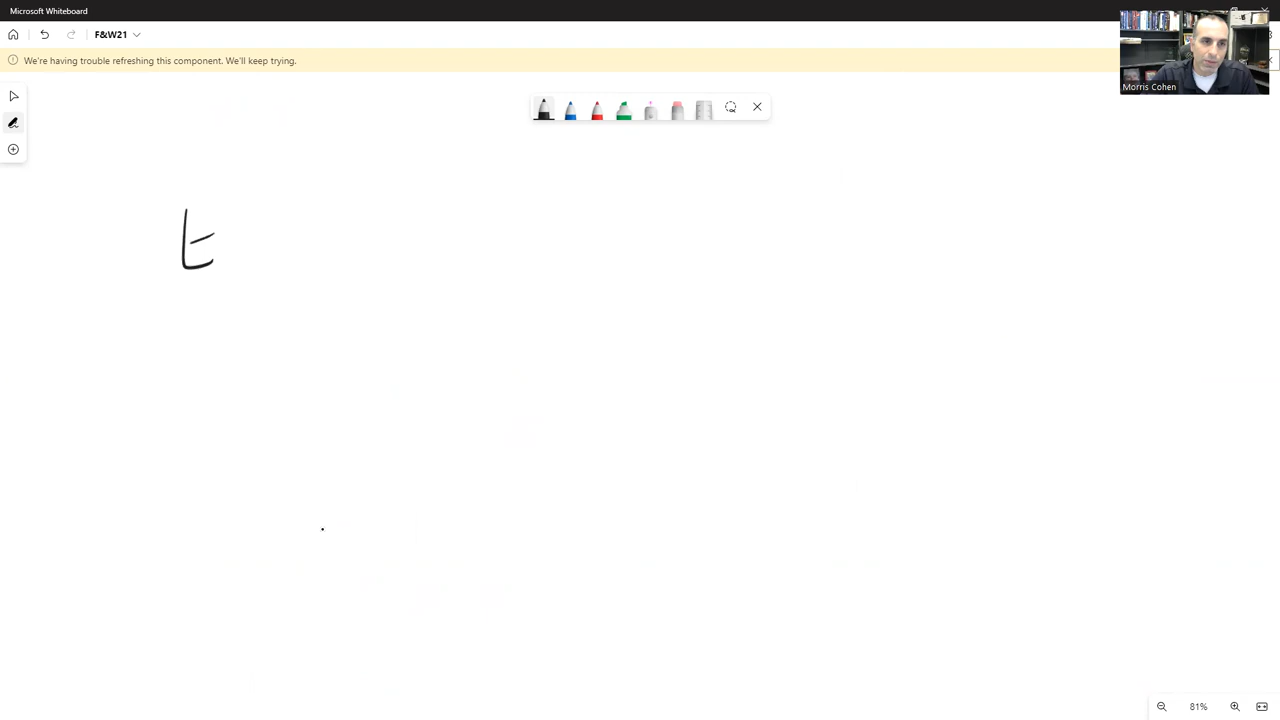 Microsoft Whiteboard
F&W21
We're having trouble refreshing this component. We'll keep trying.
Morris Cohen
t
81%